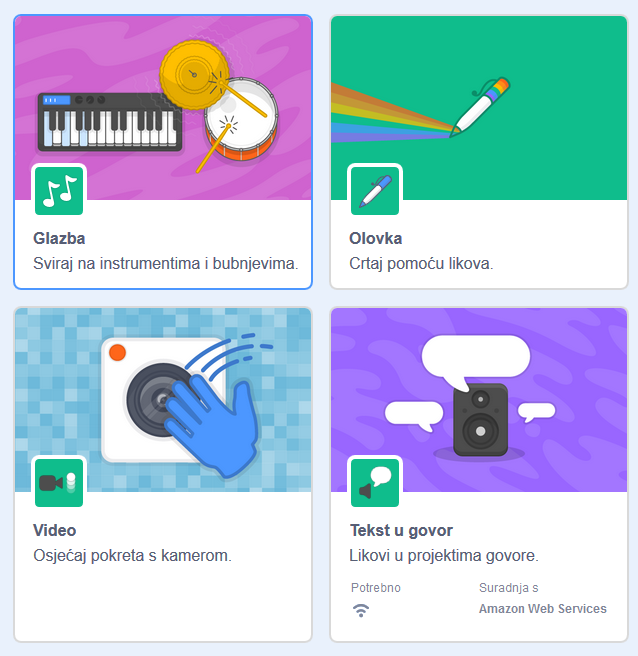 Glazba
Sviraj na instrumentima i bubnjevima.
Olovka
Crtaj pomoću likova.
Video
Osjećaj pokreta s kamerom.
Tekst u govor
Likovi u projektima govore.
Potrebno
Suradnja s
Amazon Web Services